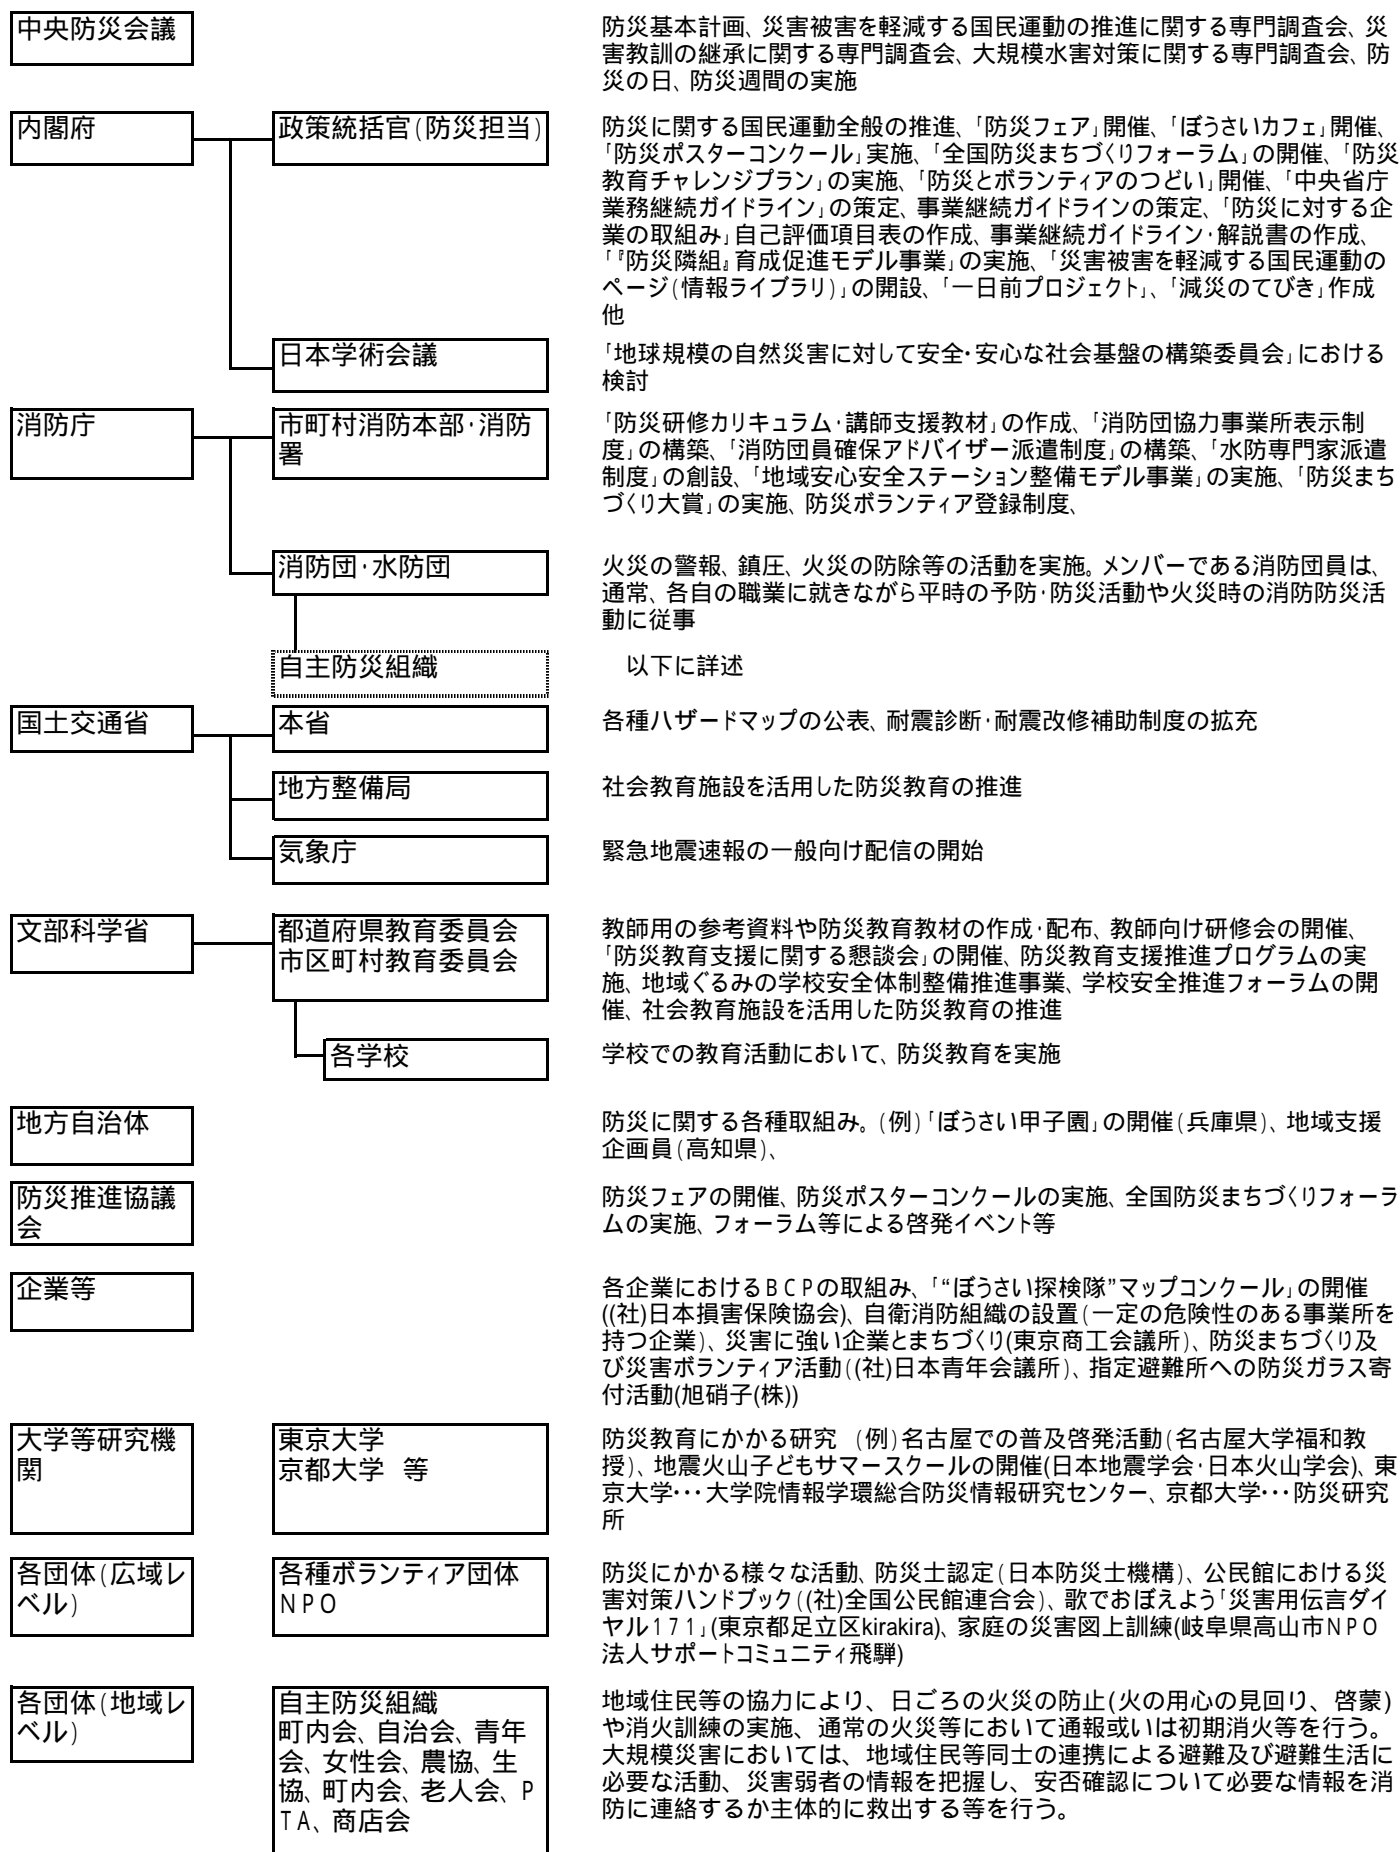 中央防災会議
防災基本計画、災害被害を軽減する国民運動の推進に関する専門調査会、災
害教訓の継承に関する専門調査会、大規模水害対策に関する専門調査会、防
災の日、防災週間の実施
内閣府
政策統括官(防災担当)
防災に関する国民運動全般の推進、「防災フェア」開催、「ぼうさいカフェ」開催、
「防災ポスターコンクール」実施、「全国防災まちづくりフォーラム」の開催、「防災
教育チャレンジプラン」の実施、「防災とボランティアのつどい」開催、「中央省庁
業務継続ガイドライン」の策定、事業継続ガイドラインの策定、「防災に対する企
業の取組み」自己評価項目表の作成、事業継続ガイドライン・解説書の作成、
「『防災隣組』育成促進モデル事業」の実施、「災害被害を軽減する国民運動の
ページ(情報ライブラリ)」の開設、「一日前プロジェクト」、「減災のてびき」作成
他
日本学術会議
「地球規模の自然災害に対して安全・安心な社会基盤の構築委員会」における
検討
消防庁
市町村消防本部・消防
署
「防災研修カリキュラム・講師支援教材」の作成、「消防団協力事業所表示制
度」の構築、「消防団員確保アドバイザー派遣制度」の構築、「水防専門家派遣
制度」の創設、「地域安心安全ステーション整備モデル事業」の実施、「防災まち
づくり大賞」の実施、防災ボランティア登録制度、
消防団・水防団
火災の警報、鎮圧、火災の防除等の活動を実施。メンバーである消防団員は、
通常、各自の職業に就きながら平時の予防・防災活動や火災時の消防防災活
動に従事
自主防災組織
以下に詳述
国土交通省
本省
各種ハザードマップの公表、耐震診断・耐震改修補助制度の拡充
地方整備局
社会教育施設を活用した防災教育の推進
気象庁
緊急地震速報の一般向け配信の開始
文部科学省
都道府県教育委員会
市区町村教育委員会
教師用の参考資料や防災教育教材の作成・配布、教師向け研修会の開催、
「防災教育支援に関する懇談会」の開催、防災教育支援推進プログラムの実
施、地域ぐるみの学校安全体制整備推進事業、学校安全推進フォーラムの開
催、社会教育施設を活用した防災教育の推進
各学校
学校での教育活動において、防災教育を実施
地方自治体
防災に関する各種取組み。(例)「ぼうさい甲子園」の開催(兵庫県)、地域支援
企画員(高知県)、
防災推進協議
会
防災フェアの開催、防災ポスターコンクールの実施、全国防災まちづくりフォーラ
ムの実施、フォーラム等による啓発イベント等
企業等
各企業におけるBCPの取組み、「“ぼうさい探検隊”マップコンクール」の開催
((社)日本損害保険協会)、自衛消防組織の設置(一定の危険性のある事業所を
持つ企業)、災害に強い企業とまちづくり(東京商工会議所)、防災まちづくり及
び災害ボランティア活動((社)日本青年会議所)、指定避難所への防災ガラス寄
付活動(旭硝子(株))
大学等研究機
関
東京大学
京都大学 等
防災教育にかかる研究 (例)名古屋での普及啓発活動(名古屋大学福和教
授)、地震火山子どもサマースクールの開催(日本地震学会・日本火山学会)、東
京大学・・・大学院情報学環総合防災情報研究センター、京都大学・・・防災研究
所
各団体(広域レ
ベル)
各種ボランティア団体
NPO
防災にかかる様々な活動、防災士認定(日本防災士機構)、公民館における災
害対策ハンドブック((社)全国公民館連合会)、歌でおぼえよう「災害用伝言ダイ
ヤル171」(東京都足立区kirakira)、家庭の災害図上訓練(岐阜県高山市NPO
法人サポートコミュニティ飛騨)
各団体(地域レ
ベル)
自主防災組織
町内会、自治会、青年
会、女性会、農協、生
協、町内会、老人会、P
TA、商店会
地域住民等の協力により、日ごろの火災の防止(火の用心の見回り、啓蒙)
や消火訓練の実施、通常の火災等において通報或いは初期消火等を行う。
大規模災害においては、地域住民等同士の連携による避難及び避難生活に
必要な活動、災害弱者の情報を把握し、安否確認について必要な情報を消
防に連絡するか主体的に救出する等を行う。